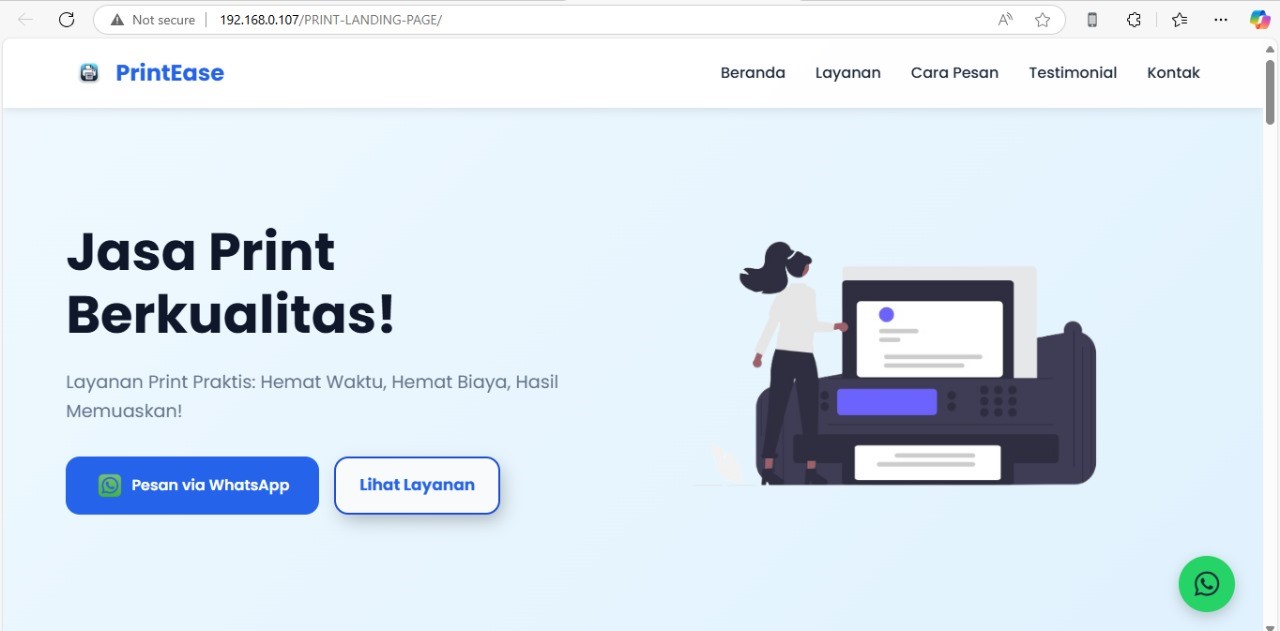 Not secure 192.168.0.107/PRINT-LANDING-PAGE/
PrintEase
Beranda Layanan Cara Pesan Testimonial Kontak
Jasa Print
Berkualitas!
Layanan Print Praktis: Hemat Waktu, Hemat Biaya, Hasil
Memuaskan!
Pesan via WhatsApp
Lihat Layanan